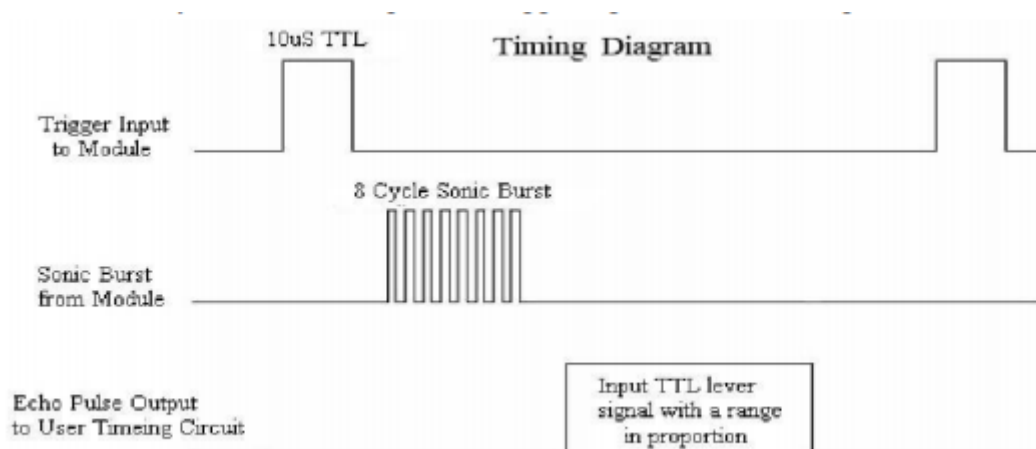 10uS TTL
Timing Diagram
Trigger Input
to Module
8 Cycle Sonic Burst
Sonic Burst
from Module
Echo Pulse Output
to User Timeing Circuit
Input TTL lever
signal with a range
in proportion